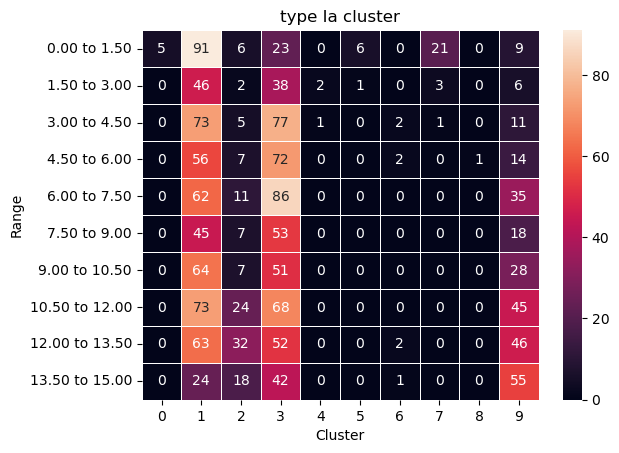 type Ia cluster
0.00 to 1.50 5 91 6 23 0 6 0 21 0 9
1.50 to 3.00 0 46 2 38 2 1 0 3 0 6
3.00 to 4.50 0 73 5 77 1 0 2 1 0 11
4.50 to 6.00 0 56 7 72 0 0 2 0 1 14
6.00 to 7.50 0 62 11 86 0 0 0 0 0 35
7.50 to 9.00 0 45 7 53 0 0 0 0 0 18
9.00 to 10.50 0 64 7 51 0 0 0 0 0 28
10.50 to 12.00 0 73 24 68 0 0 0 0 0 45
12.00 to 13.50 0 63 32 52 0 0 2 0 0 46
13.50 to 15.00 0 24 18 42 0 0 1 0 0 55
0 1 2 3 4 5 6 7 8 9
Cluster
Range
80
60
40
20
0